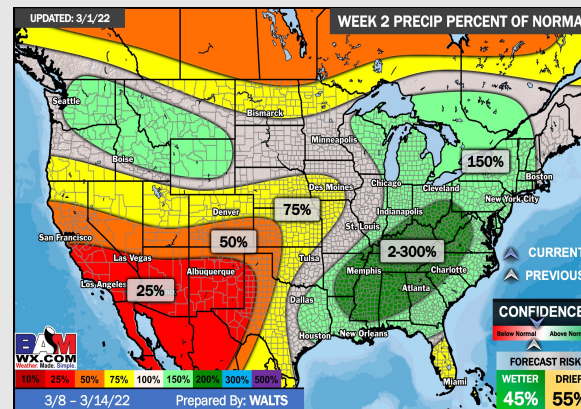 UPDATED: 3/1/22
WEEK 2 PRECIP PERCENT OF NORMA
Seattle
Bismarck
Minneapolis
Boise
150%
Boston
Des Moines
Chicago
Cleveland
New York City
Denver
75%
Indianapolis
San Francisco
50%
St. Louis
2-300%
CURRENT
Las Vegas
Tulsa
Memphis
Charlotte
PREVIOUS
Albuquerque
Los Angeles
25%
Atlanta
Dallas
CONFIDENCE
Below Normal
Above Norm
Houston
New Orleans
BAM
WX.COM
Weather. Made. Simple.
FORECAST RISK
Miami
WETTER
DRIER
10% 25% 50% 75% 100% 150% 200% 300% 500%
45%
55%
3/8 – 3/14/22
Prepared By: WALTS